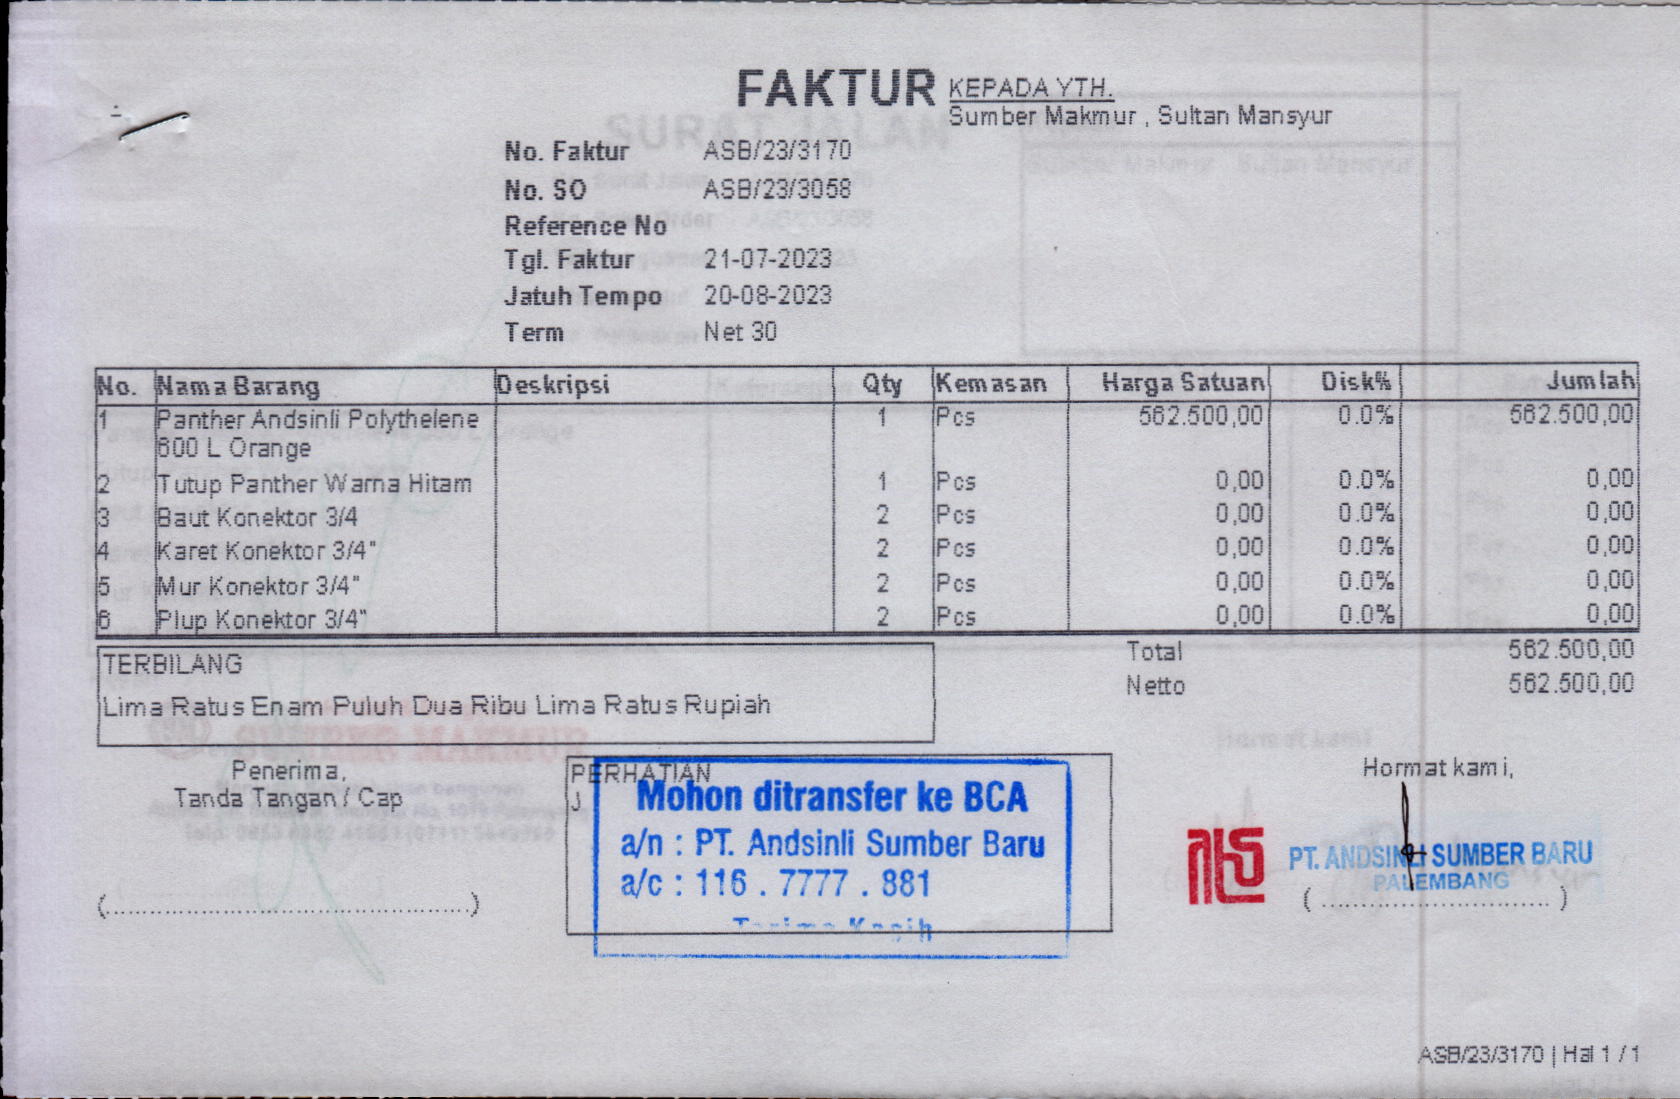 FAKTUR
KEPADA YTH.
Sumber Makmur , Sultan Mansyur
No. Faktur ASB/23/3170
No. SO ASB/23/3058
Reference No
Tgl. Faktur 21-07-2023
Jatuh Tempo 20-08-2023
Term Net 30
No. Nama Barang Deskripsi Qty Kemasan Harga Satuan Disk% Jumlah
1 Panther Andsinli Polythelene 1 Pcs 562.500,00 0.0% 562.500,00
600 L Orange
2 Tutup Panther Warna Hitam 1 Pcs 0,00 0.0% 0,00
3 Baut Konektor 3/4 2 Pcs 0,00 0.0% 0,00
4 Karet Konektor 3/4" 2 Pcs 0,00 0.0% 0,00
5 Mur Konektor 3/4" 2 Pcs 0,00 0.0% 0,00
6 Plup Konektor 3/4" 2 Pcs 0,00 0.0% 0,00
Total 562.500,00
Netto 562.500,00
TERBILANG
Lima Ratus Enam Puluh Dua Ribu Lima Ratus Rupiah
Penerima,
Tanda Tangan / Cap
(..............................................)
PERHATIAN
Mohon ditransfer ke BCA
a/n : PT. Andsinli Sumber Baru
a/c : 116 . 7777 . 881
Terima Kasih
Hormat kami,
PT. ANDSINLI SUMBER BARU
PALEMBANG
( ............................ )
ASB/23/3170 | Hal 1 / 1